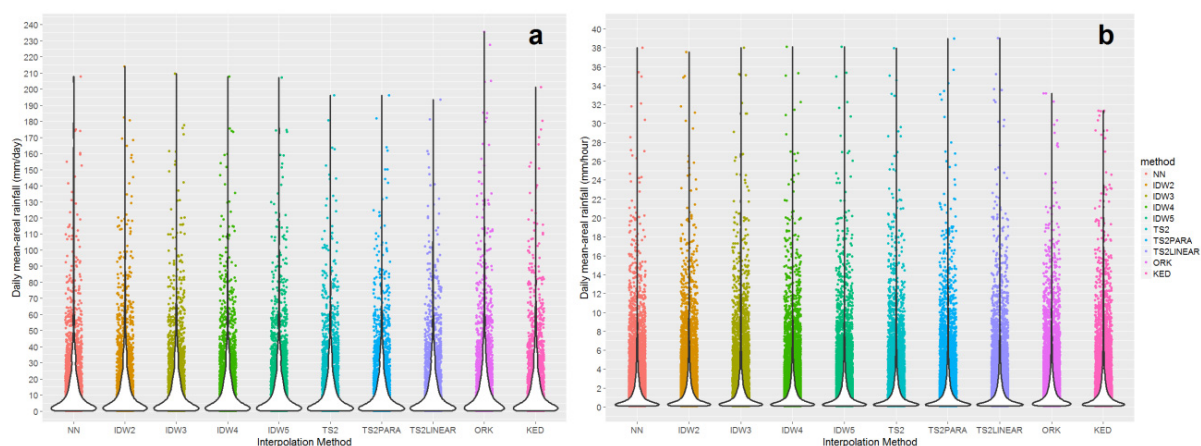 a
Daily mean-areal rainfall (mm/day)
240
230
220
210
200
190
180
170
160
150
140
130
120
110
100
90
80
70
60
50
40
30
20
10
0
NN IDW2 IDW3 IDW4 IDW5 TS2 TS2PARA TS2LINEAR ORK KED
Interpolation Method
b
Daily mean-areal rainfall (mm/hour)
40
38
36
34
32
30
28
26
24
22
20
18
16
14
12
10
8
6
4
2
0
NN IDW2 IDW3 IDW4 IDW5 TS2 TS2PARA TS2LINEAR ORK KED
Interpolation Method
method
NN
IDW2
IDW3
IDW4
IDW5
TS2
TS2PARA
TS2LINEAR
ORK
KED